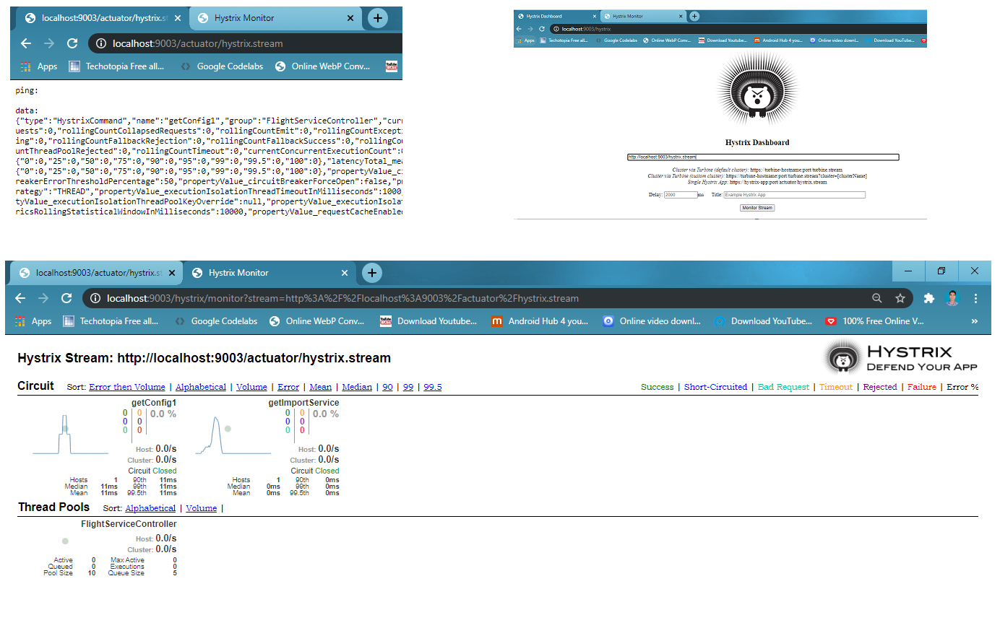 localhost:9003/actuator/hystrix.st
Hystrix Monitor
localhost:9003/actuator/hystrix.stream
Apps
Techotopia Free all...
Google Codelabs
Online WebP Conv...
ping:
data:
{"type":"HystrixCommand","name":"getConfig1","group":"FlightServiceController","curr
uests":0,"rollingCountCollapsedRequests":0,"rollingCountEmit":0,"rollingCountExcepti
ing":0,"rollingCountFallbackRejection":0,"rollingCountFallbackSuccess":0,"rollingCou
untThreadPoolRejected":0,"rollingCountTimeout":0,"currentConcurrentExecutionCount":0
{"0":0,"25":0,"50":0,"75":0,"90":0,"95":0,"99":0,"99.5":0,"100":0},"latencyTotal_mea
{"0":0,"25":0,"50":0,"75":0,"90":0,"95":0,"99":0,"99.5":0,"100":0},"propertyValue_ci
reakerErrorThresholdPercentage":50,"propertyValue_circuitBreakerForceOpen":false,"pr
rategy":"THREAD","propertyValue_executionIsolationThreadTimeoutInMilliseconds":1000,
tyValue_executionIsolationThreadPoolKeyOverride":null,"propertyValue_executionIsolat
ricsRollingStatisticalWindowInMilliseconds":10000,"propertyValue_requestCacheEnabled
Hystrix Dashboard
Hystrix Monitor
localhost:9003/hystrix
Apps
Techotopia Free all...
Google Codelabs
Online WebP Conv...
Download Youtube...
Android Hub 4 you...
Online video downl...
Download YouTube...
Hystrix Dashboard
http://localhost:9003/hystrix.stream
Cluster via Turbine (default cluster): https://turbine-hostname:port/turbine.stream
Cluster via Turbine (custom cluster): https://turbine-hostname:port/turbine.stream?cluster=[clusterName]
Single Hystrix App: https://hystrix-app:port/actuator/hystrix.stream
Delay: 2000 ms Title: Example Hystrix App
Monitor Stream
localhost:9003/actuator/hystrix.st
Hystrix Monitor
localhost:9003/hystrix/monitor?stream=http%3A%2F%2Flocalhost%3A9003%2Factuator%2Fhystrix.stream
Apps
Techotopia Free all...
Google Codelabs
Online WebP Conv...
Download Youtube...
Android Hub 4 you...
Online video downl...
Download YouTube...
100% Free Online V...
Hystrix Stream: http://localhost:9003/actuator/hystrix.stream
HYSTRIX
DEFEND YOUR APP
Circuit Sort: Error then Volume | Alphabetical | Volume | Error | Mean | Median | 90 | 99 | 99.5
Success | Short-Circuited | Bad Request | Timeout | Rejected | Failure | Error %
getConfig1
0 0 0.0 %
0 0
0 0
Host: 0.0/s
Cluster: 0.0/s
Circuit Closed
Hosts 1 90th 11ms
Median 11ms 99th 11ms
Mean 11ms 99.5th 11ms
getImportService
0 0 0.0 %
0 0
0 0
Host: 0.0/s
Cluster: 0.0/s
Circuit Closed
Hosts 1 90th 0ms
Median 0ms 99th 0ms
Mean 0ms 99.5th 0ms
Thread Pools Sort: Alphabetical | Volume |
FlightServiceController
Host: 0.0/s
Cluster: 0.0/s
Active 0 Max Active 0
Queued 0 Executions 0
Pool Size 10 Queue Size 5